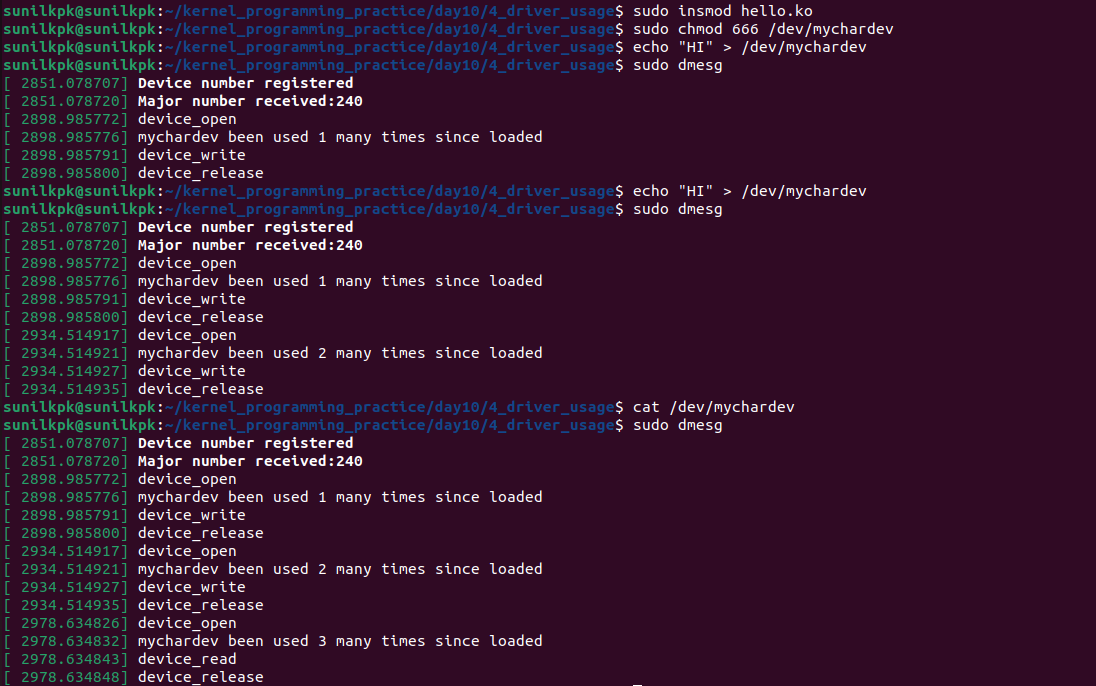 sunilkpk@sunilkpk:~/kernel_programming_practice/day10/4_driver_usage$ sudo insmod hello.ko
sunilkpk@sunilkpk:~/kernel_programming_practice/day10/4_driver_usage$ sudo chmod 666 /dev/mychardev
sunilkpk@sunilkpk:~/kernel_programming_practice/day10/4_driver_usage$ echo "HI" > /dev/mychardev
sunilkpk@sunilkpk:~/kernel_programming_practice/day10/4_driver_usage$ sudo dmesg
[ 2851.078707] Device number registered
[ 2851.078720] Major number received:240
[ 2898.985772] device_open
[ 2898.985776] mychardev been used 1 many times since loaded
[ 2898.985791] device_write
[ 2898.985800] device_release
sunilkpk@sunilkpk:~/kernel_programming_practice/day10/4_driver_usage$ echo "HI" > /dev/mychardev
sunilkpk@sunilkpk:~/kernel_programming_practice/day10/4_driver_usage$ sudo dmesg
[ 2851.078707] Device number registered
[ 2851.078720] Major number received:240
[ 2898.985772] device_open
[ 2898.985776] mychardev been used 1 many times since loaded
[ 2898.985791] device_write
[ 2898.985800] device_release
[ 2934.514917] device_open
[ 2934.514921] mychardev been used 2 many times since loaded
[ 2934.514927] device_write
[ 2934.514935] device_release
sunilkpk@sunilkpk:~/kernel_programming_practice/day10/4_driver_usage$ cat /dev/mychardev
sunilkpk@sunilkpk:~/kernel_programming_practice/day10/4_driver_usage$ sudo dmesg
[ 2851.078707] Device number registered
[ 2851.078720] Major number received:240
[ 2898.985772] device_open
[ 2898.985776] mychardev been used 1 many times since loaded
[ 2898.985791] device_write
[ 2898.985800] device_release
[ 2934.514917] device_open
[ 2934.514921] mychardev been used 2 many times since loaded
[ 2934.514927] device_write
[ 2934.514935] device_release
[ 2978.634826] device_open
[ 2978.634832] mychardev been used 3 many times since loaded
[ 2978.634843] device_read
[ 2978.634848] device_release